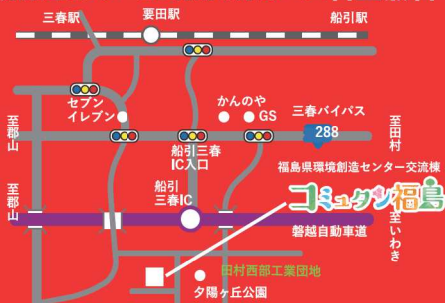 三春駅
要田駅
船引駅
セブン
イレブン
かんのや
GS
三春バイパス
288
至郡山
至田村
船引三春
IC入口
福島県環境創造センター交流棟
コミュタン福島
船引
三春IC
至郡山
至いわき
磐越自動車道
田村西部工業団地
夕陽ヶ丘公園